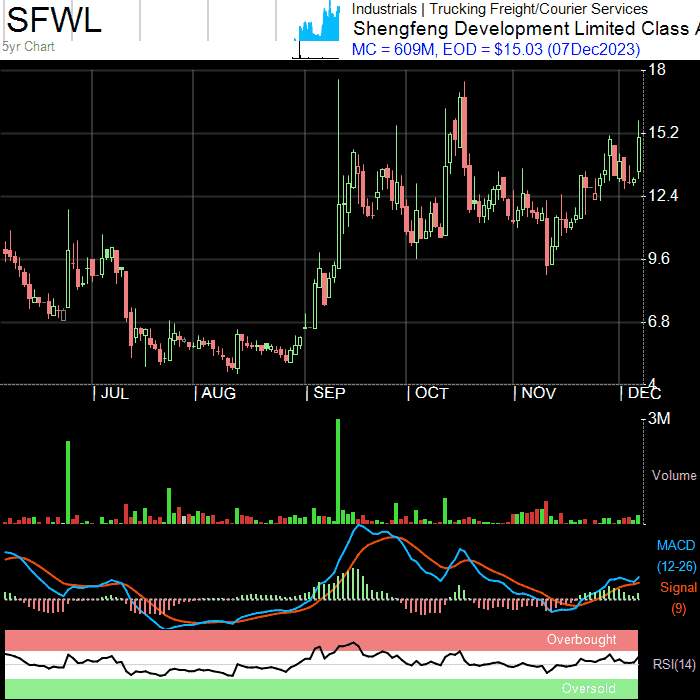 SFWL
5yr Chart
Industrials | Trucking Freight/Courier Services
Shengfeng Development Limited Class A
MC = 609M, EOD = $15.03 (07Dec2023)
18
15.2
12.4
9.6
6.8
4
JUL
AUG
SEP
OCT
NOV
DEC
3M
Volume
MACD
(12-26)
Signal
(9)
Overbought
RSI(14)
Oversold